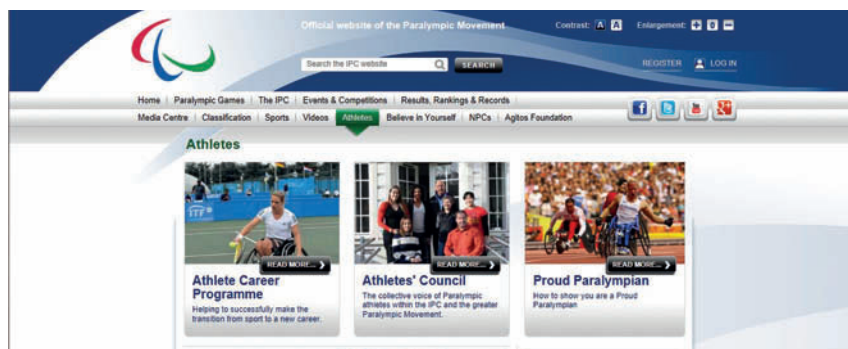 Official website of the Paralympic Movement
Contrast: A A Enlargement: + 0 -
Search the IPC website SEARCH
REGISTER LOG IN
Home Paralympic Games The IPC Events & Competitions Results, Rankings & Records
Media Centre Classification Sports Videos Athletes Believe in Yourself NPCs Agitos Foundation
Athletes
ITF
READ MORE...
Athlete Career
Programme
Helping to successfully make the
transition from sport to a new career.
READ MORE...
Athletes' Council
The collective voice of Paralympic
athletes within the IPC and the greater
Paralympic Movement.
READ MORE...
Proud Paralympian
How to show you are a Proud
Paralympian